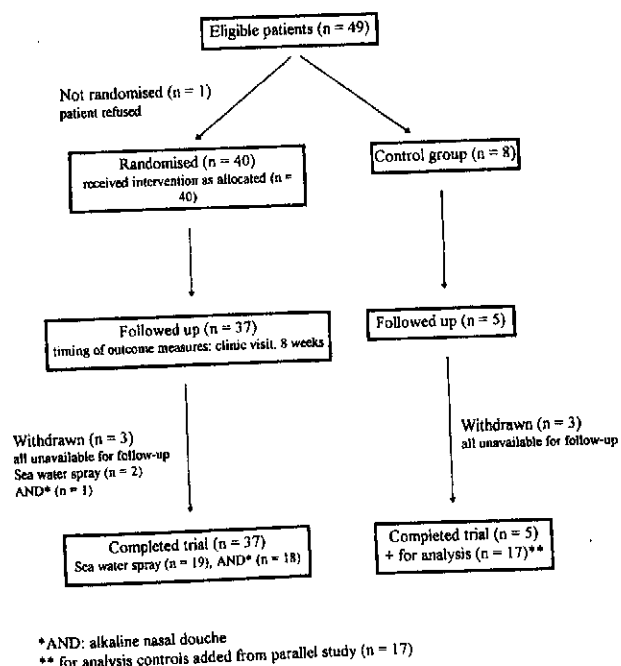 Eligible patients (n = 49)
Not randomised (n = 1)
patient refused
Randomised (n = 40)
received intervention as allocated (n =
40)
Control group (n = 8)
Followed up (n = 37)
timing of outcome measures: clinic visit. 8 weeks
Followed up (n = 5)
Withdrawn (n = 3)
all unavailable for follow-up
Sea water spray (n = 2)
AND* (n = 1)
Withdrawn (n = 3)
all unavailable for follow-up
Completed trial (n = 37)
Sea water spray (n = 19), AND* (n = 18)
Completed trial (n = 5)
+ for analysis (n = 17)**
*AND: alkaline nasal douche
** for analysis controls added from parallel study (n = 17)